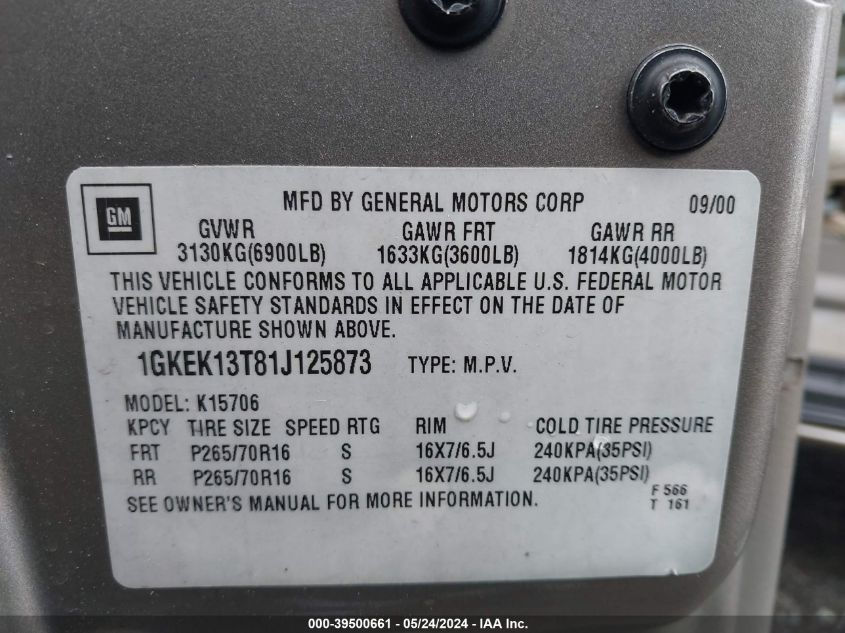 GM
MFD BY GENERAL MOTORS CORP 09/00
GVWR GAWR FRT GAWR RR
3130KG(6900LB) 1633KG(3600LB) 1814KG(4000LB)
THIS VEHICLE CONFORMS TO ALL APPLICABLE U.S. FEDERAL MOTOR
VEHICLE SAFETY STANDARDS IN EFFECT ON THE DATE OF
MANUFACTURE SHOWN ABOVE.
1GKEK13T81J125873 TYPE: M.P.V.
MODEL: K15706
KPCY TIRE SIZE SPEED RTG RIM COLD TIRE PRESSURE
FRT P265/70R16 S 16X7/6.5J 240KPA(35PSI)
RR P265/70R16 S 16X7/6.5J 240KPA(35PSI)
SEE OWNER'S MANUAL FOR MORE INFORMATION.
F 566
T 161
000-39500661 - 05/24/2024 - IAA Inc.